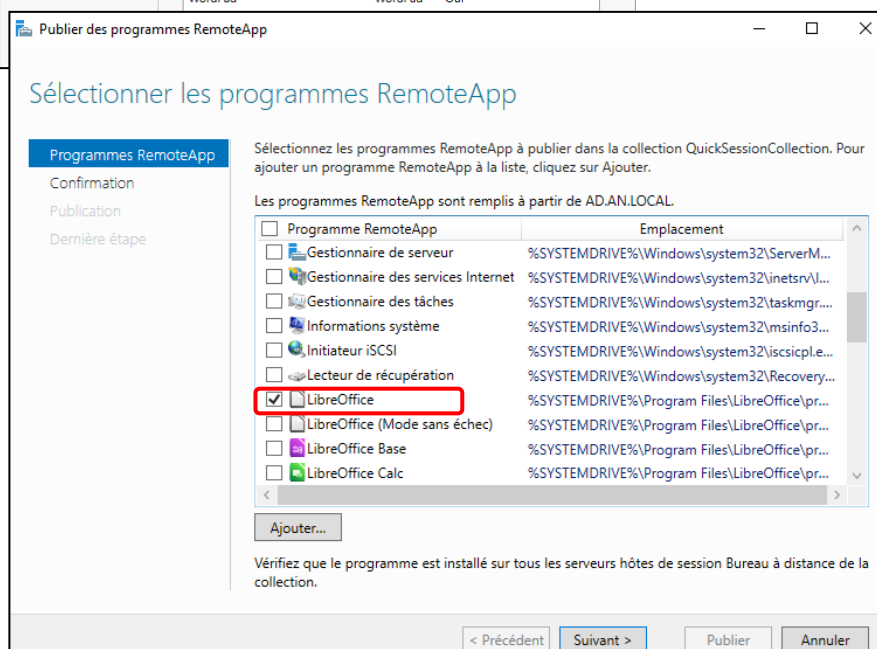 Publier des programmes RemoteApp
Sélectionner les programmes RemoteApp
Programmes RemoteApp
Confirmation
Publication
Dernière étape
Sélectionnez les programmes RemoteApp à publier dans la collection QuickSessionCollection. Pour
ajouter un programme RemoteApp à la liste, cliquez sur Ajouter.
Les programmes RemoteApp sont remplis à partir de AD.AN.LOCAL.
Programme RemoteApp Emplacement
Gestionnaire de serveur %SYSTEMDRIVE%\Windows\system32\ServerM...
Gestionnaire des services Internet %SYSTEMDRIVE%\Windows\system32\inetsrv\I...
Gestionnaire des tâches %SYSTEMDRIVE%\Windows\system32\taskmgr....
Informations système %SYSTEMDRIVE%\Windows\system32\msinfo3...
Initiateur iSCSI %SYSTEMDRIVE%\Windows\system32\iscsicpl.e...
Lecteur de récupération %SYSTEMDRIVE%\Windows\system32\Recovery...
LibreOffice %SYSTEMDRIVE%\Program Files\LibreOffice\pr...
LibreOffice (Mode sans échec) %SYSTEMDRIVE%\Program Files\LibreOffice\pr...
LibreOffice Base %SYSTEMDRIVE%\Program Files\LibreOffice\pr...
LibreOffice Calc %SYSTEMDRIVE%\Program Files\LibreOffice\pr...
Ajouter...
Vérifiez que le programme est installé sur tous les serveurs hôtes de session Bureau à distance de la
collection.
< Précédent Suivant > Publier Annuler